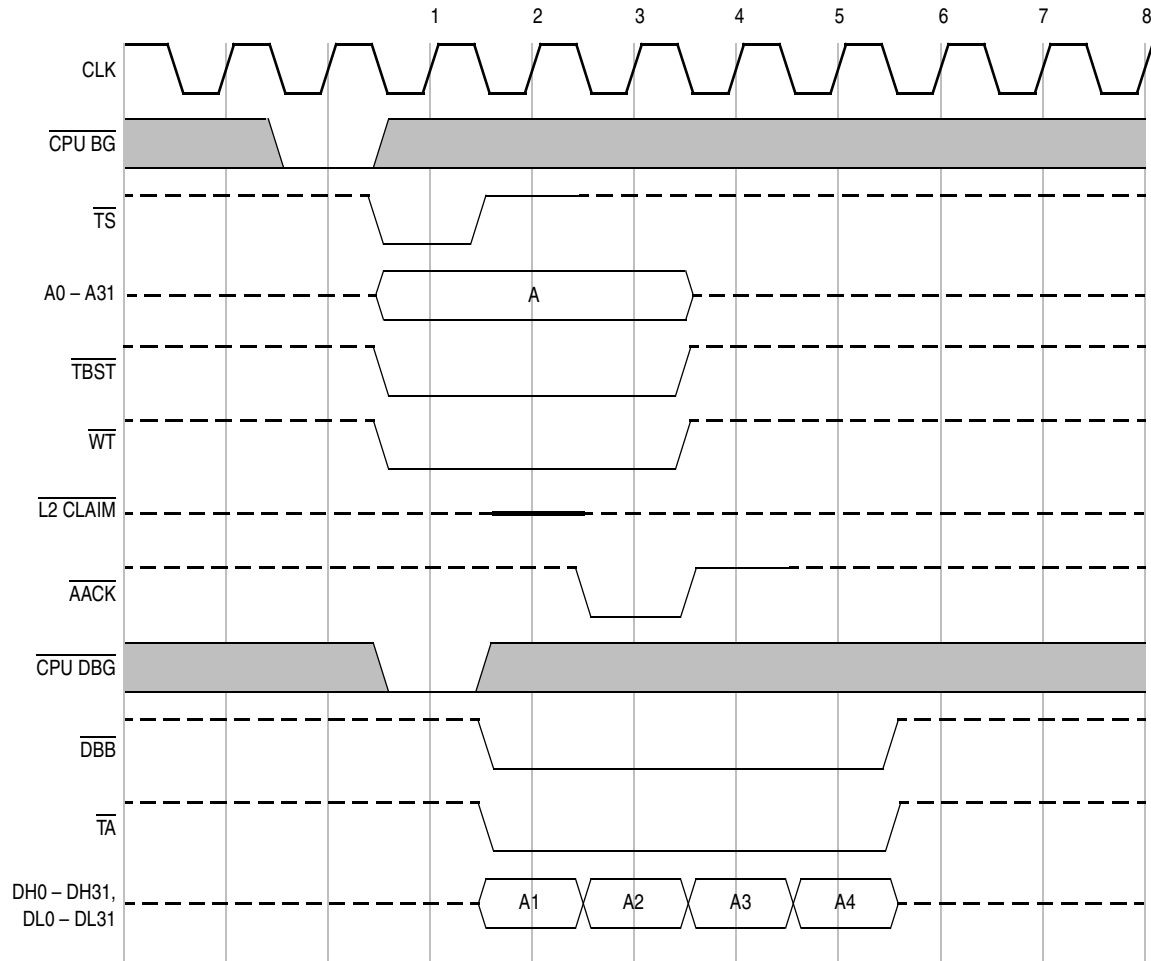 1 2 3 4 5 6 7 8
CLK
CPU BG
TS
A0 – A31
A
TBST
WT
L2 CLAIM
AACK
CPU DBG
DBB
TA
DH0 – DH31,
DL0 – DL31
A1 A2 A3 A4